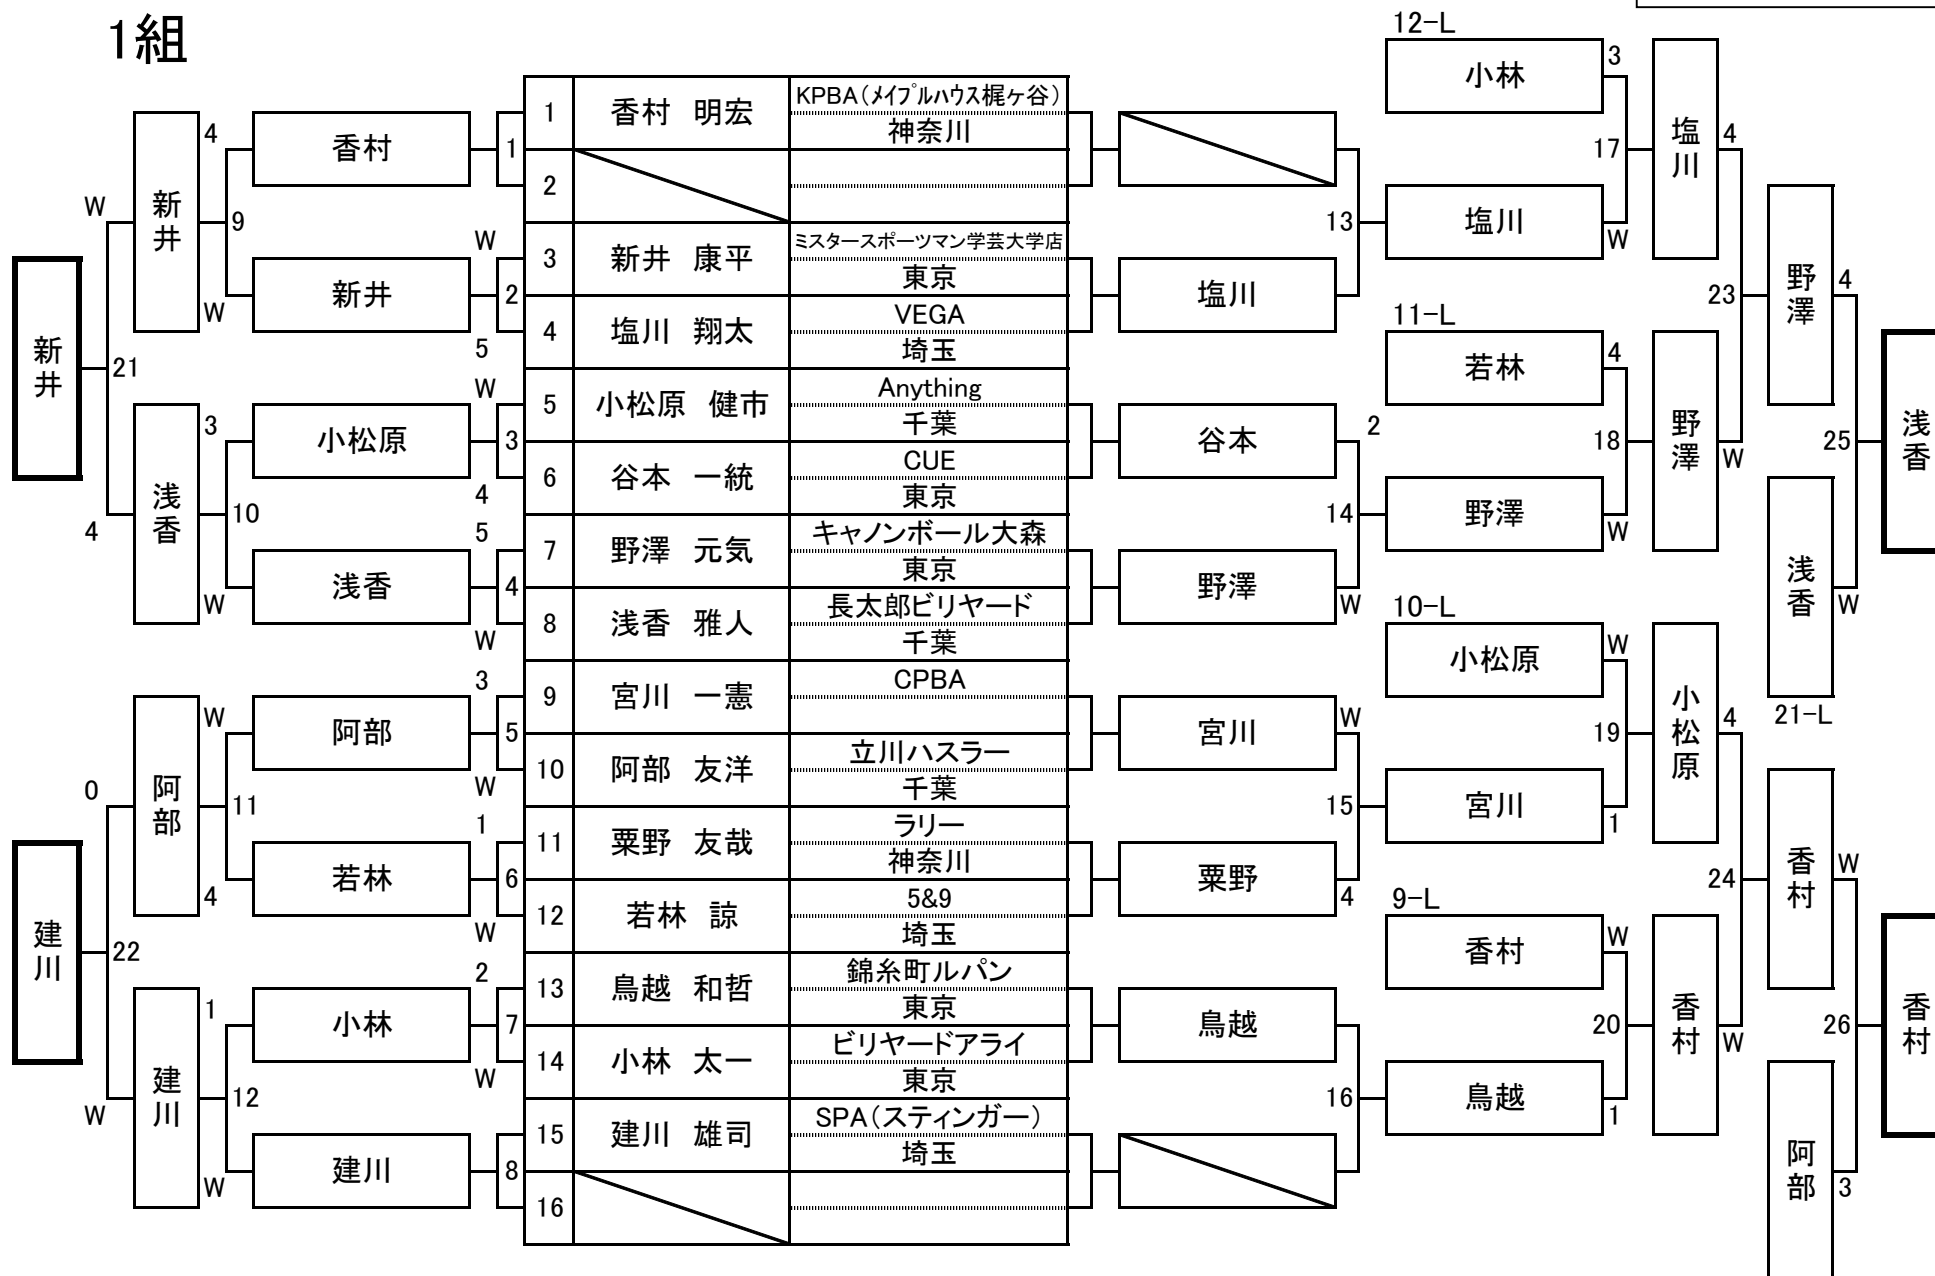 1組
新井
建川
21
22
W
4
0
W
新井
浅香
阿部
建川
4
9
W
3
10
W
W
11
4
1
12
W
香村
新井
小松原
浅香
阿部
若林
小林
建川
1
W
2
5
W
3
4
5
4
W
3
5
W
1
6
W
2
7
W
8
1 香村 明宏 KPBA(メイプルハウス梶ヶ谷)
神奈川
2
3 新井 康平 ミスタースポーツマン学芸大学店
東京
4 塩川 翔太 VEGA
埼玉
5 小松原 健市 Anything
千葉
6 谷本 一統 CUE
東京
7 野澤 元気 キャノンボール大森
東京
8 浅香 雅人 長太郎ビリヤード
千葉
9 宮川 一憲 CPBA
10 阿部 友洋 立川ハスラー
千葉
11 粟野 友哉 ラリー
神奈川
12 若林 諒 5&9
埼玉
13 鳥越 和哲 錦糸町ルパン
東京
14 小林 太一 ビリヤードアライ
東京
15 建川 雄司 SPA(スティンガー)
埼玉
16
塩川
谷本
野澤
宮川
粟野
鳥越
13
2
14
W
W
15
4
16
12-L
小林
塩川
11-L
若林
野澤
10-L
小松原
宮川
9-L
香村
鳥越
3
17
W
4
18
W
W
19
1
W
20
1
塩川
野澤
小松原
香村
4
23
W
4
24
W
野澤
浅香
21-L
香村
阿部
4
25
W
W
26
3
浅香
香村